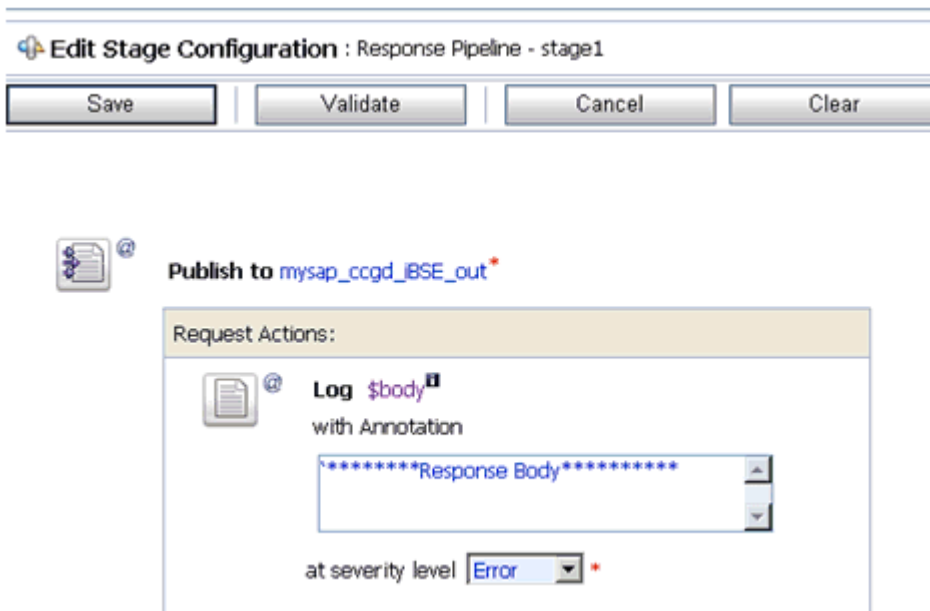 Edit Stage Configuration : Response Pipeline - stage1
Save Validate Cancel Clear
@ Publish to mysap_ccgd_iBSE_out*
Request Actions:
@ Log $body
with Annotation
'********Response Body**********
at severity level Error *